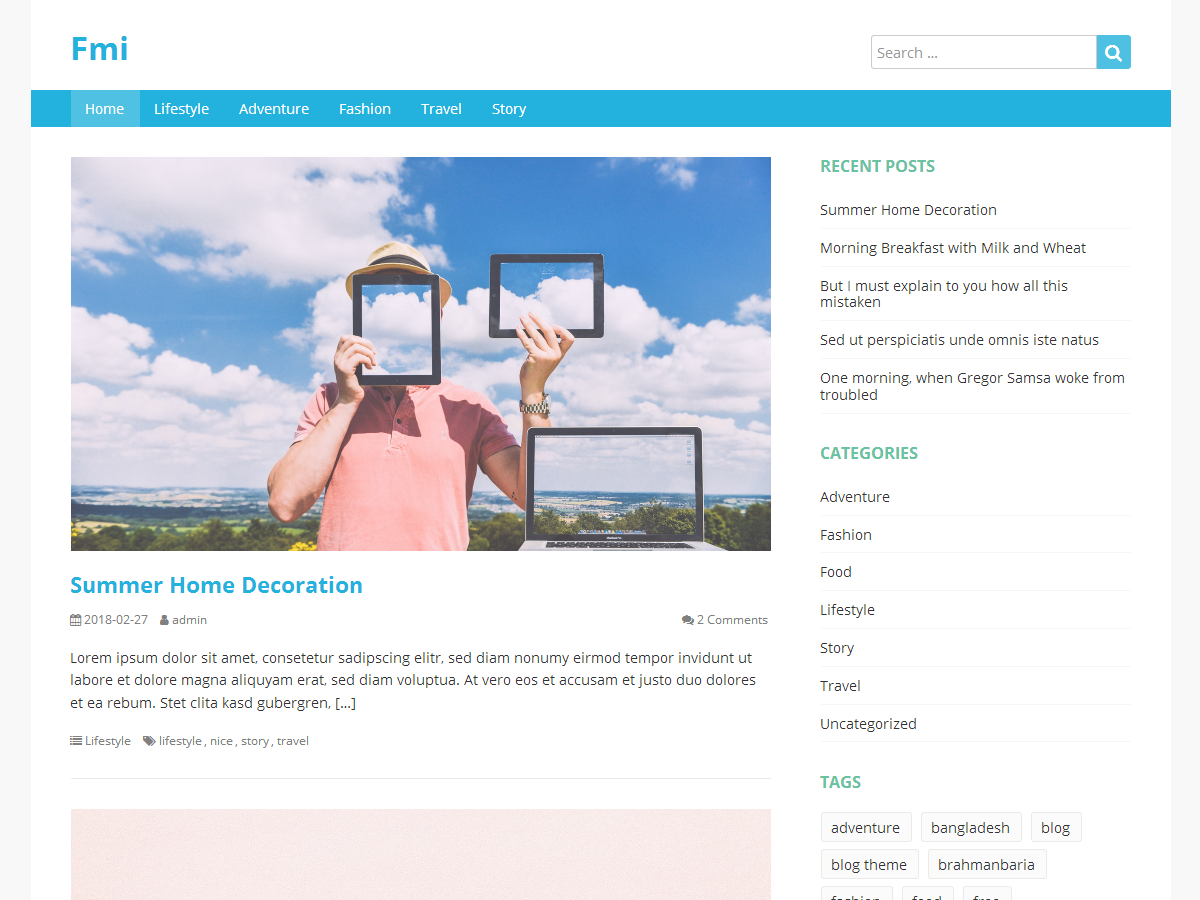 Fmi
Search ...
Home Lifestyle Adventure Fashion Travel Story
Summer Home Decoration
2018-02-27 admin 2 Comments
Lorem ipsum dolor sit amet, consetetur sadipscing elitr, sed diam nonumy eirmod tempor invidunt ut
labore et dolore magna aliquyam erat, sed diam voluptua. At vero eos et accusam et justo duo dolores
et ea rebum. Stet clita kasd gubergren, [...]
Lifestyle lifestyle, nice, story, travel
RECENT POSTS
Summer Home Decoration
Morning Breakfast with Milk and Wheat
But I must explain to you how all this
mistaken
Sed ut perspiciatis unde omnis iste natus
One morning, when Gregor Samsa woke from
troubled
CATEGORIES
Adventure
Fashion
Food
Lifestyle
Story
Travel
Uncategorized
TAGS
adventure bangladesh blog
blog theme brahmanbaria
fashion food free